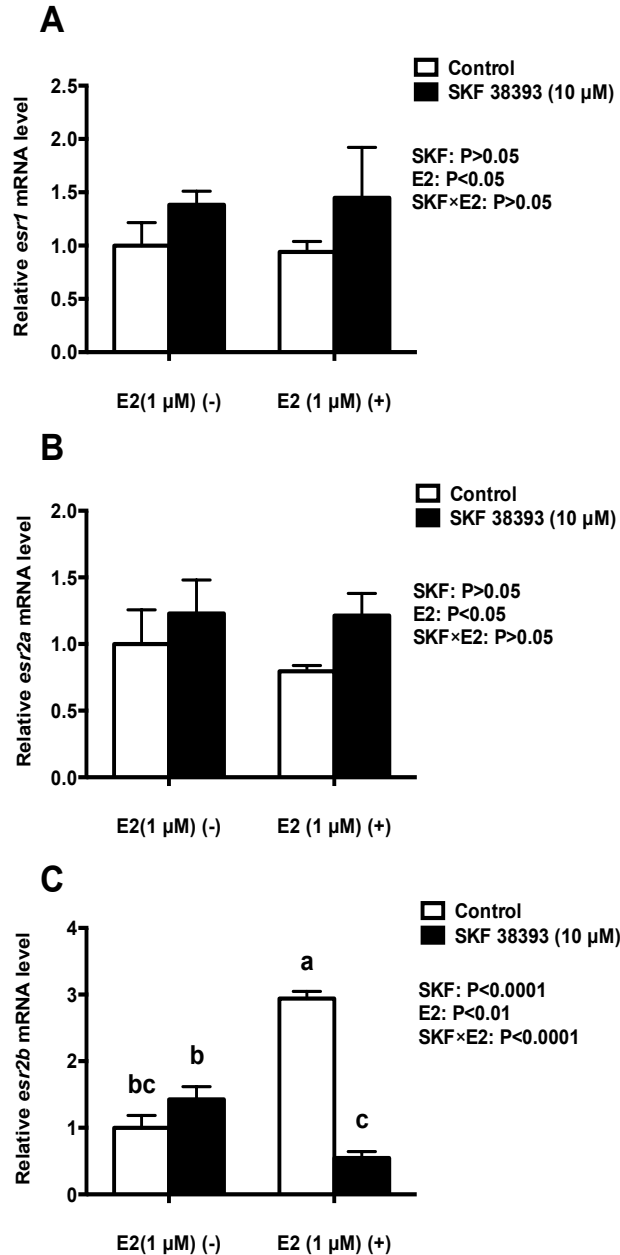 A
Control
SKF 38393 (10 µM)
SKF: P>0.05
E2: P<0.05
SKF×E2: P>0.05
Relative esr1 mRNA level
2.5
2.0
1.5
1.0
0.5
0.0
E2(1 µM) (-)
E2 (1 µM) (+)
B
Control
SKF 38393 (10 µM)
SKF: P>0.05
E2: P<0.05
SKF×E2: P>0.05
Relative esr2a mRNA level
2.0
1.5
1.0
0.5
0.0
E2(1 µM) (-)
E2 (1 µM) (+)
C
Control
SKF 38393 (10 µM)
SKF: P<0.0001
E2: P<0.01
SKF×E2: P<0.0001
Relative esr2b mRNA level
4
3
2
1
0
bc
b
a
c
E2(1 µM) (-)
E2 (1 µM) (+)